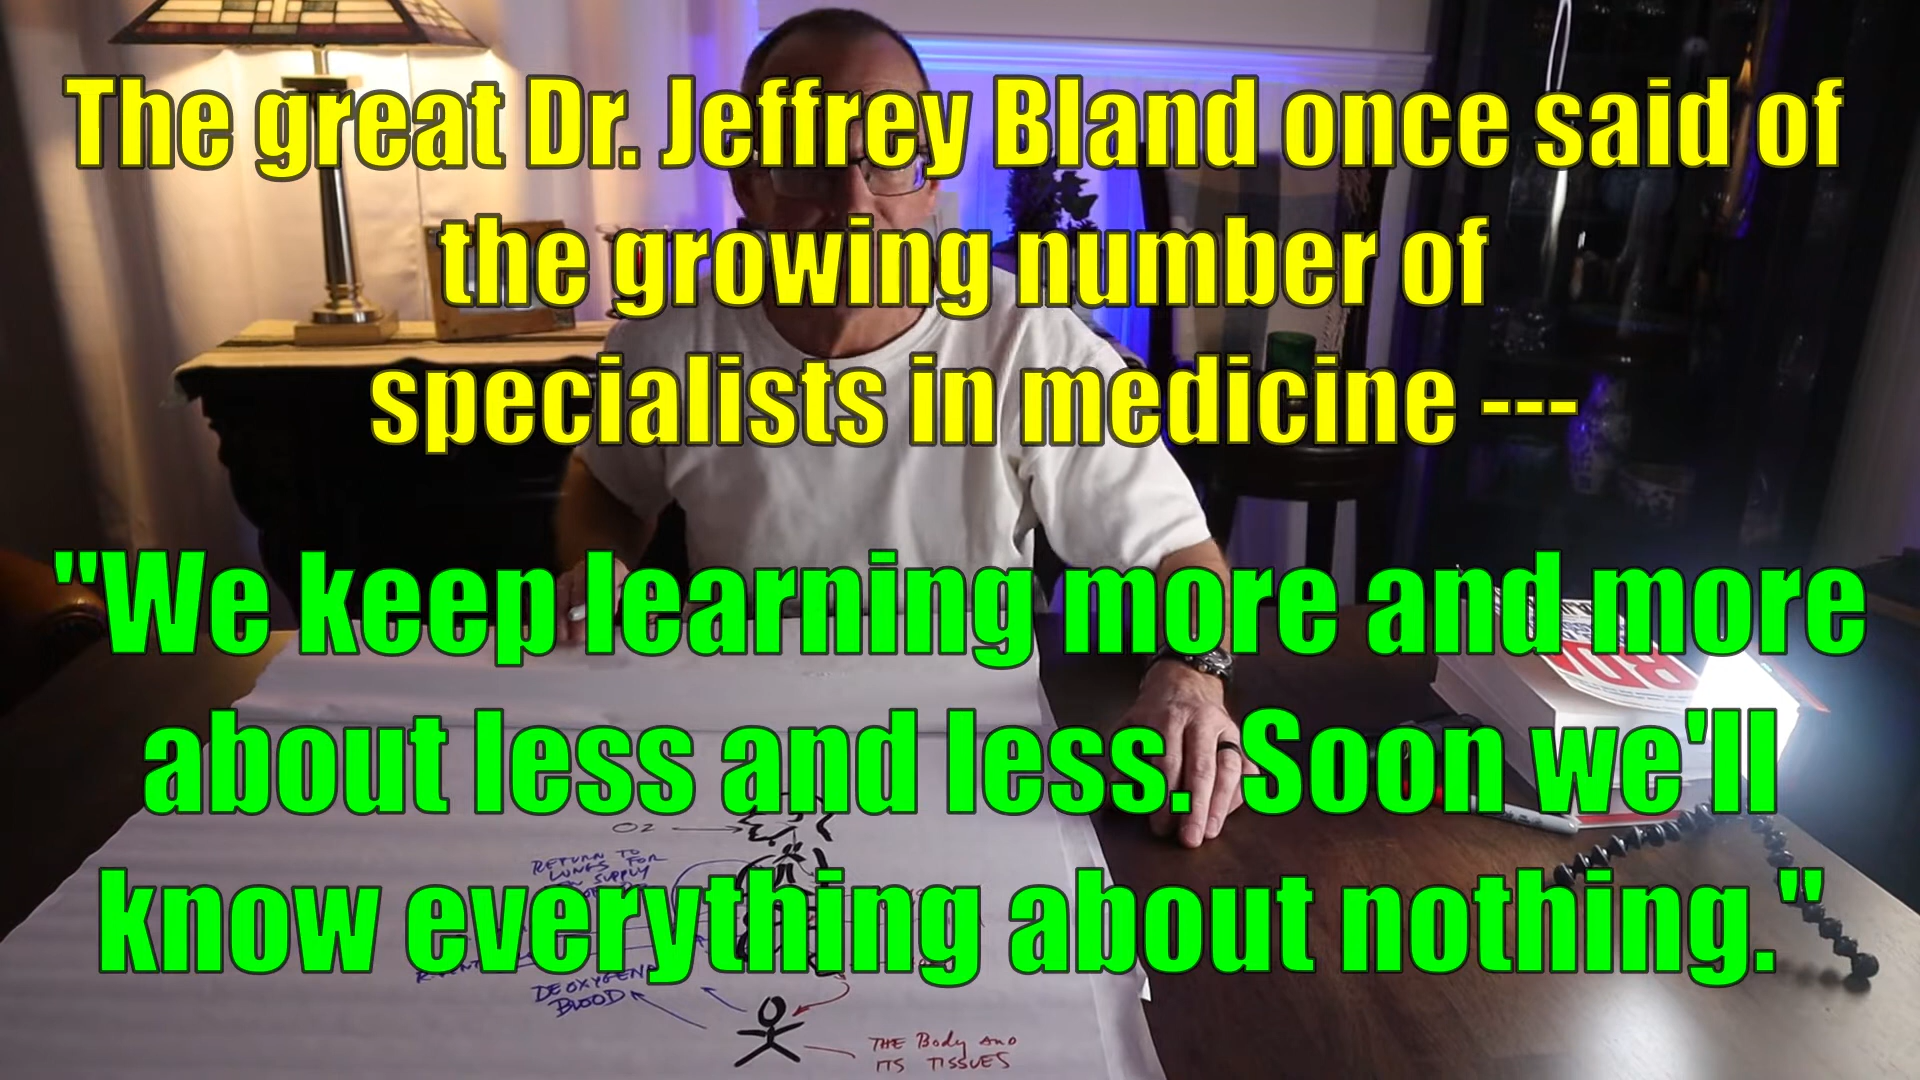 The great Dr. Jeffrey Bland once said of
the growing number of
specialists in medicine ---
"We keep learning more and more
about less and less.  Soon we'll
know everything about nothing."
O2
RETURN TO
LUNGS FOR
SUPPLY
DEOXYGEN
BLOOD
THE Body AND
ITS TISSUES